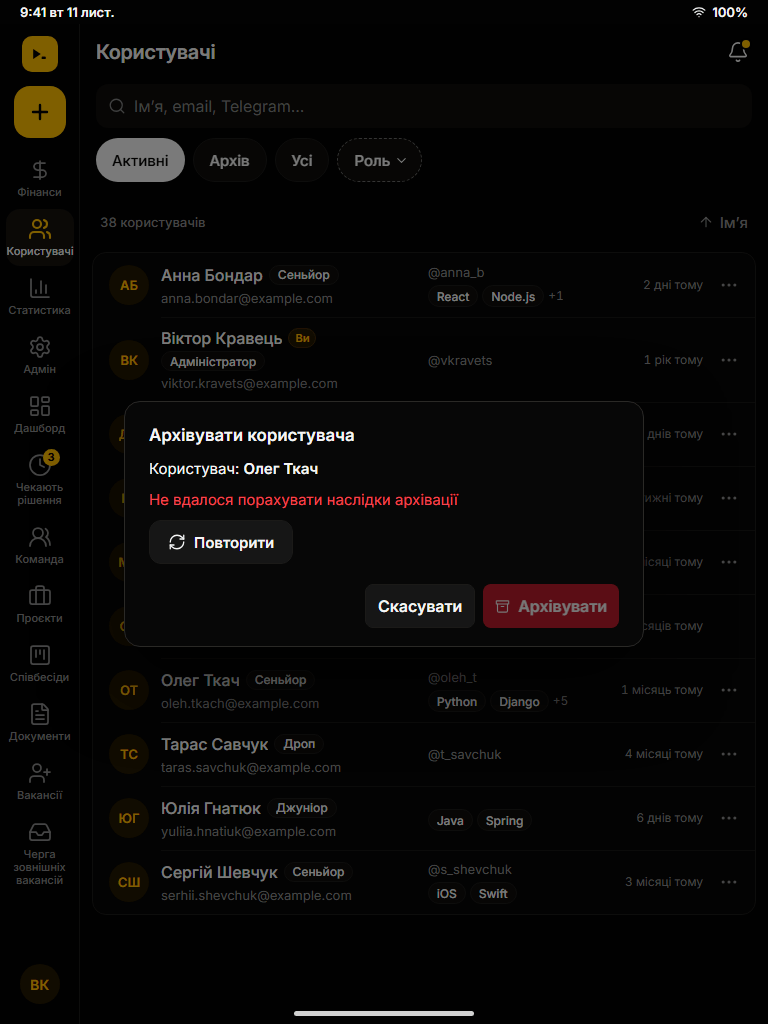 9:41 вт 11 лист.
100%
Користувачі
Ім’я, email, Telegram...
Активні
Архів
Усі
Роль
38 користувачів
Ім’я
Фінанси
Користувачі
Статистика
Адмін
Дашборд
3
Чекають
рішення
Команда
Проєкти
Співбесіди
Документи
Вакансії
Черга
зовнішніх
вакансій
ВК
АБ
Анна Бондар Сеньйор
anna.bondar@example.com
@anna_b
React Node.js +1
2 дні тому
ВК
Віктор Кравець Ви
Адміністратор
viktor.kravets@example.com
@vkravets
1 рік тому
днів тому
ижні тому
ісяці тому
сяців тому
Архівувати користувача
Користувач: Олег Ткач
Не вдалося порахувати наслідки архівації
Повторити
Скасувати
Архівувати
ОТ
Олег Ткач Сеньйор
oleh.tkach@example.com
@oleh_t
Python Django +5
1 місяць тому
ТС
Тарас Савчук Дроп
taras.savchuk@example.com
@t_savchuk
4 місяці тому
ЮГ
Юлія Гнатюк Джуніор
yuliia.hnatiuk@example.com
Java Spring
6 днів тому
СШ
Сергій Шевчук Сеньйор
serhii.shevchuk@example.com
@s_shevchuk
iOS Swift
3 місяці тому